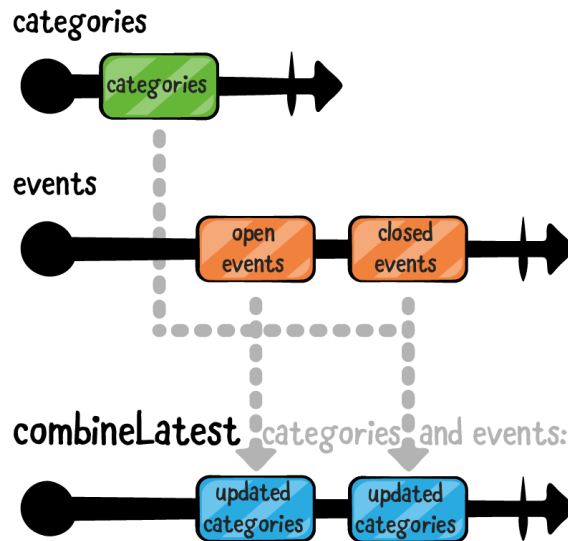 categories
categories
events
open
events
closed
events
combineLatest categories and events:
updated
categories
updated
categories